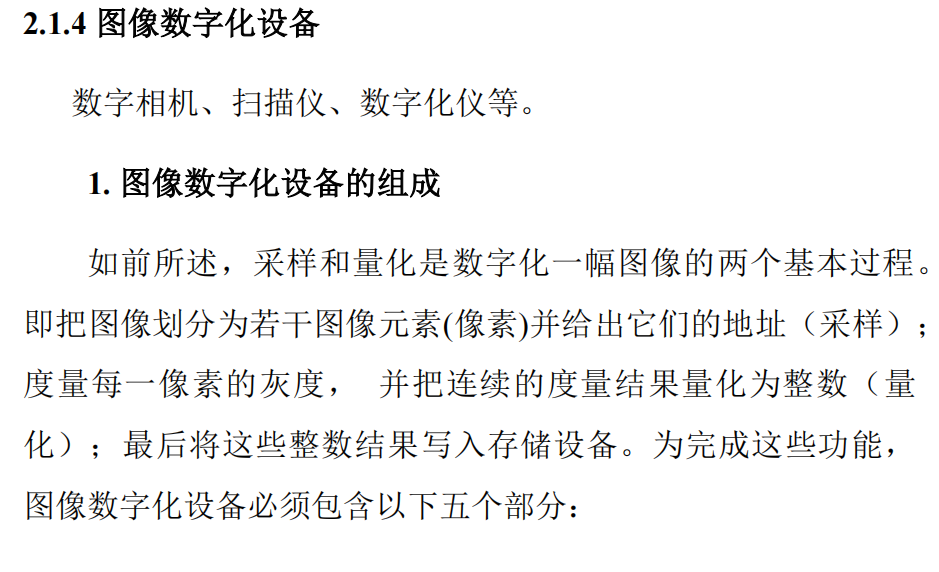 2.1.4 图像数字化设备
数字相机、扫描仪、数字化仪等。
1. 图像数字化设备的组成
如前所述，采样和量化是数字化一幅图像的两个基本过程。
即把图像划分为若干图像元素(像素)并给出它们的地址（采样）；
度量每一像素的灰度， 并把连续的度量结果量化为整数（量
化）；最后将这些整数结果写入存储设备。为完成这些功能，
图像数字化设备必须包含以下五个部分：